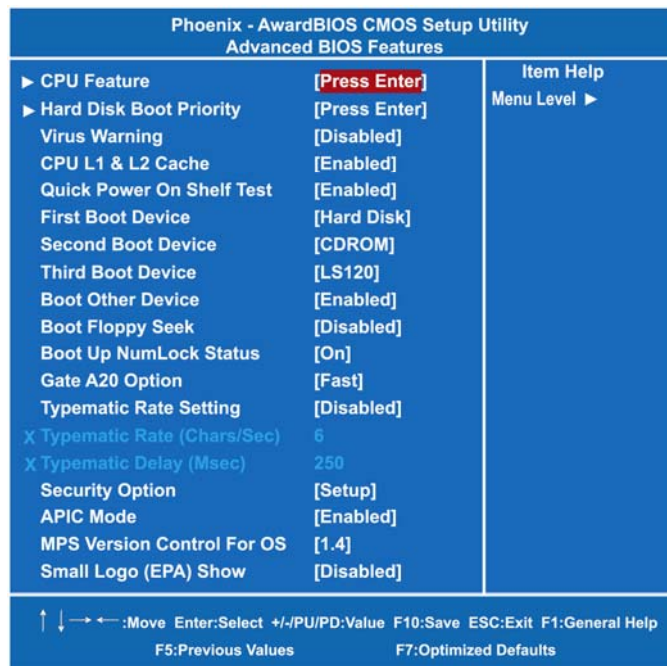 Phoenix - AwardBIOS CMOS Setup Utility
Advanced BIOS Features
► CPU Feature [Press Enter]
► Hard Disk Boot Priority [Press Enter]
Virus Warning [Disabled]
CPU L1 & L2 Cache [Enabled]
Quick Power On Shelf Test [Enabled]
First Boot Device [Hard Disk]
Second Boot Device [CDROM]
Third Boot Device [LS120]
Boot Other Device [Enabled]
Boot Floppy Seek [Disabled]
Boot Up NumLock Status [On]
Gate A20 Option [Fast]
Typematic Rate Setting [Disabled]
X Typematic Rate (Chars/Sec) 6
X Typematic Delay (Msec) 250
Security Option [Setup]
APIC Mode [Enabled]
MPS Version Control For OS [1.4]
Small Logo (EPA) Show [Disabled]
Item Help
Menu Level ►
↑ ↓ → ← :Move Enter:Select +/-/PU/PD:Value F10:Save ESC:Exit F1:General Help
F5:Previous Values F7:Optimized Defaults